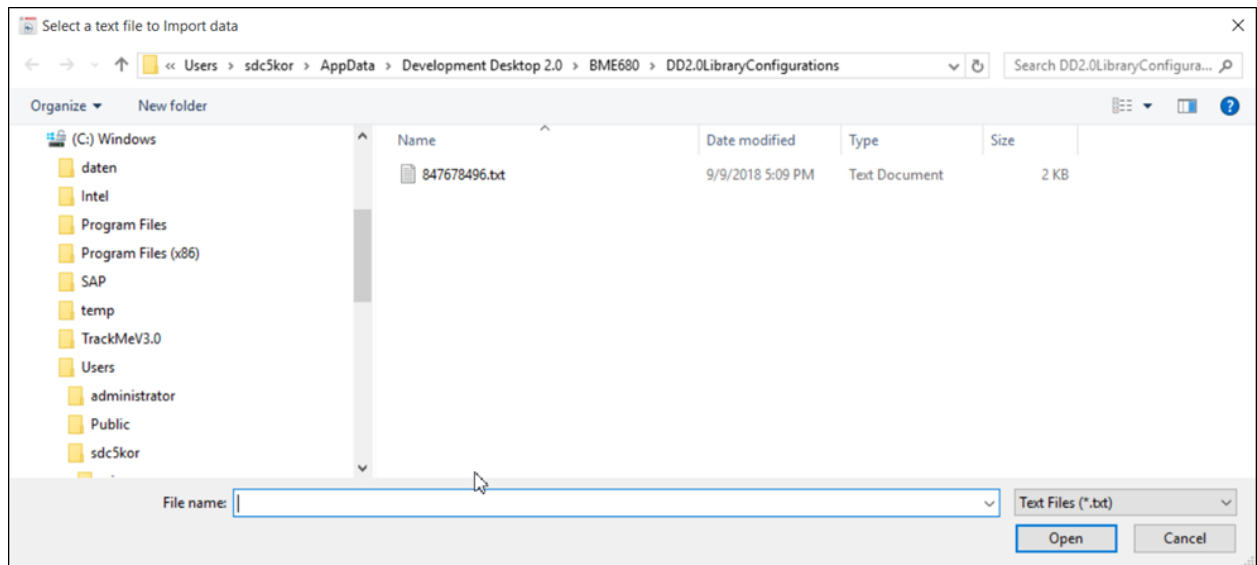 Select a text file to Import data
« Users › sdc5kor › AppData › Development Desktop 2.0 › BME680 › DD2.0LibraryConfigurations
Search DD2.0LibraryConfigura...
Organize New folder
(C:) Windows
daten
Intel
Program Files
Program Files (x86)
SAP
temp
TrackMeV3.0
Users
administrator
Public
sdc5kor
Name Date modified Type Size
847678496.txt 9/9/2018 5:09 PM Text Document 2 KB
File name:
Text Files (*.txt)
Open Cancel